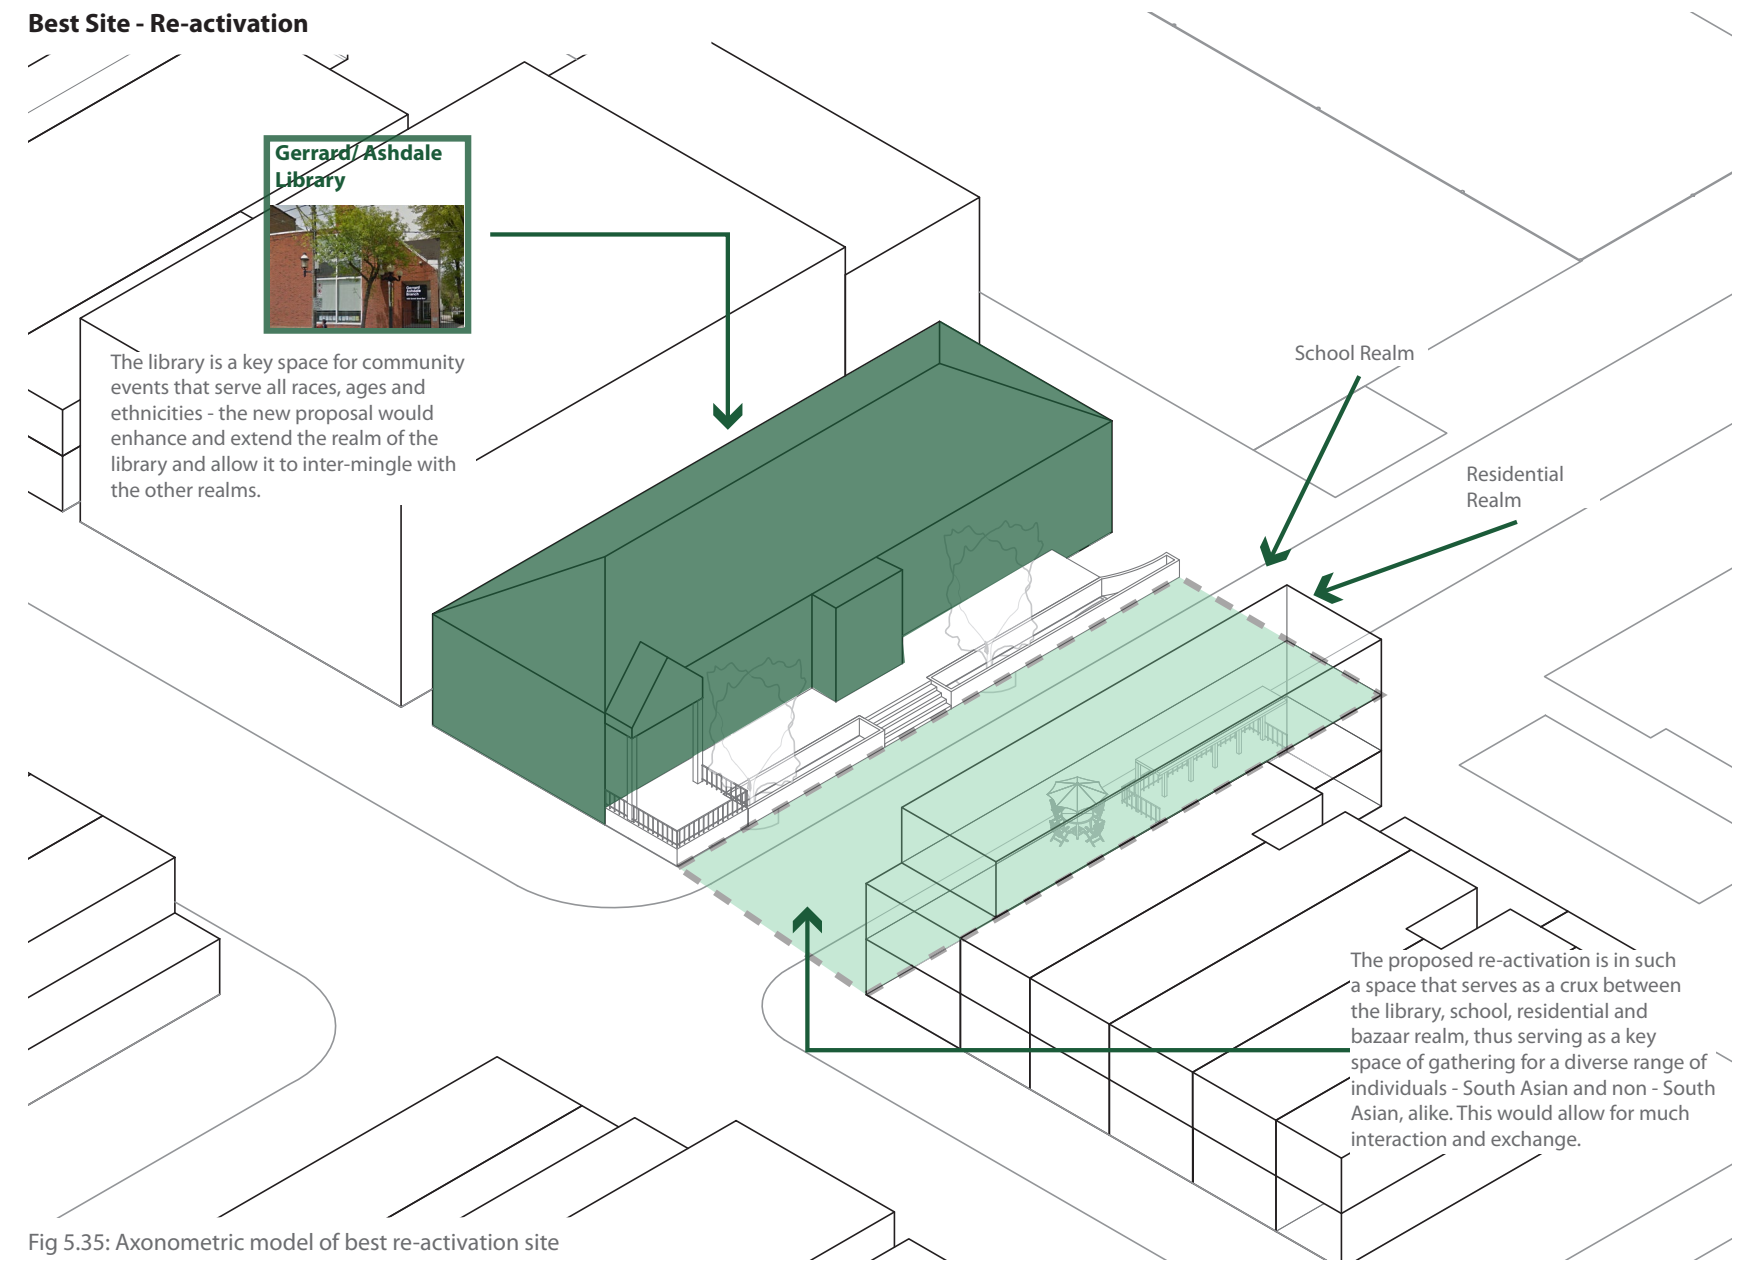 Best Site - Re-activation
Gerrard/ Ashdale
Library
Gerrard/
Ashdale
Branch
The library is a key space for community
events that serve all races, ages and
ethnicities - the new proposal would
enhance and extend the realm of the
library and allow it to inter-mingle with
the other realms.
School Realm
Residential
Realm
The proposed re-activation is in such
a space that serves as a crux between
the library, school, residential and
bazaar realm, thus serving as a key
space of gathering for a diverse range of
individuals - South Asian and non - South
Asian, alike. This would allow for much
interaction and exchange.
Fig 5.35: Axonometric model of best re-activation site